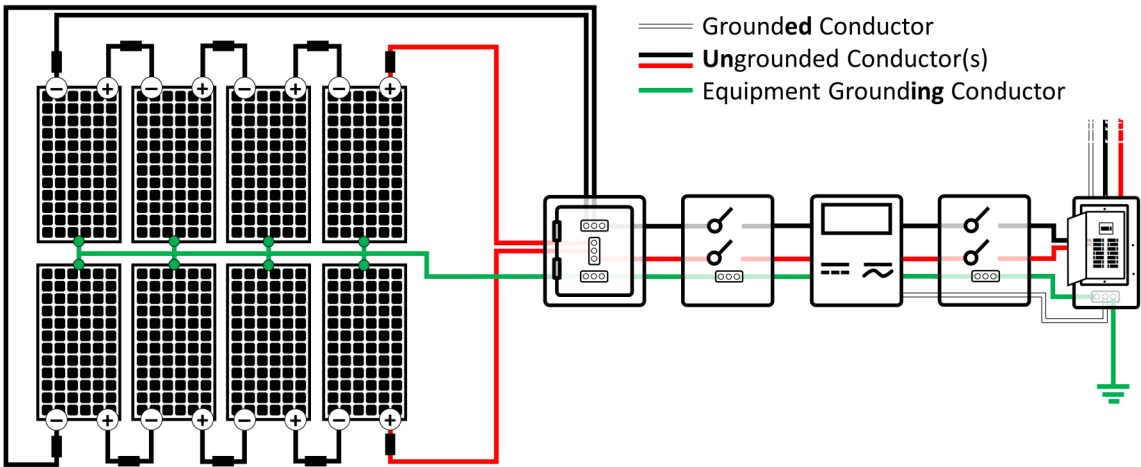 Grounded Conductor
Ungrounded Conductor(s)
Equipment Grounding Conductor